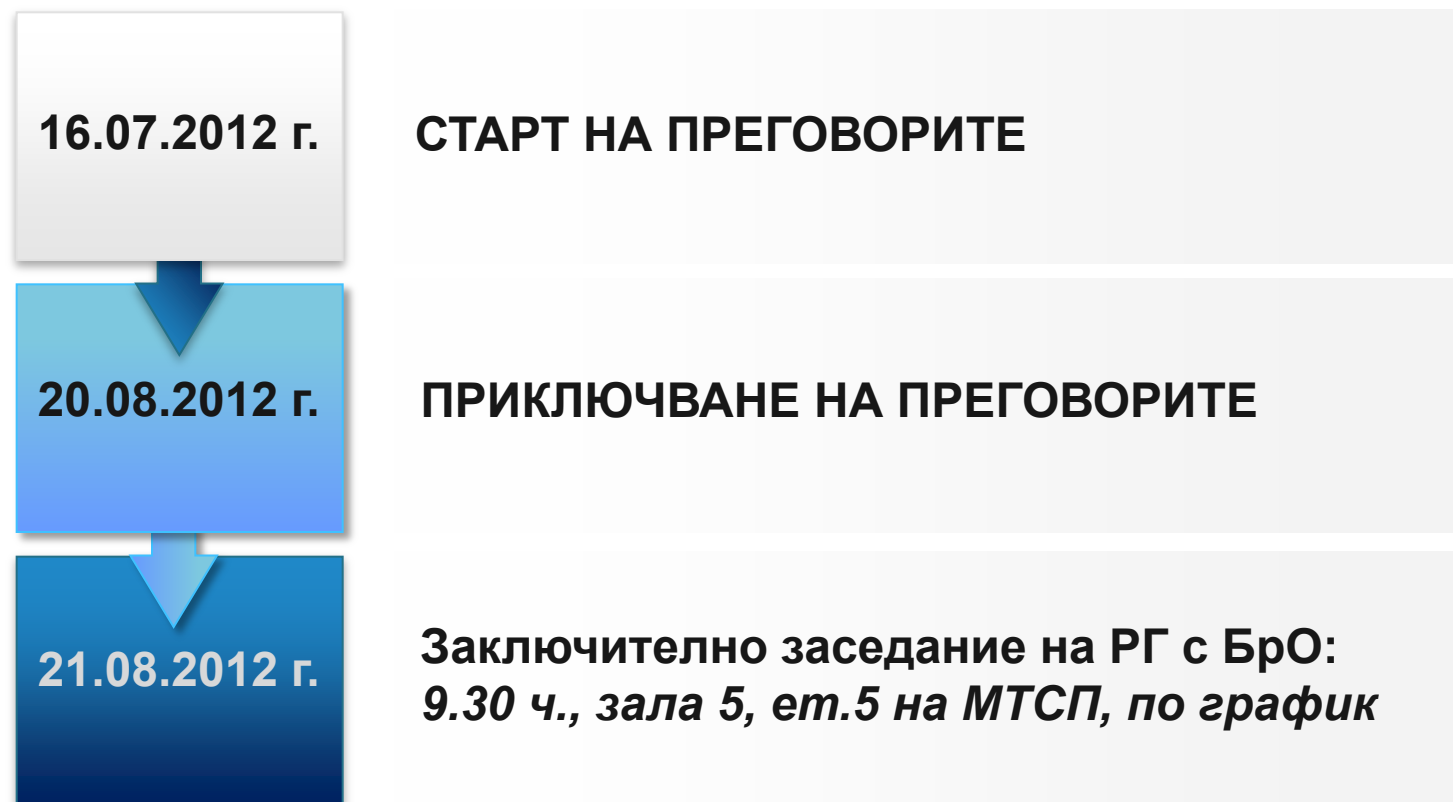 16.07.2012 г.
СТАРТ НА ПРЕГОВОРИТЕ
20.08.2012 г.
ПРИКЛЮЧВАНЕ НА ПРЕГОВОРИТЕ
21.08.2012 г.
Заключително заседание на РГ с БрО:
9.30 ч., зала 5, ет.5 на МТСП, по график